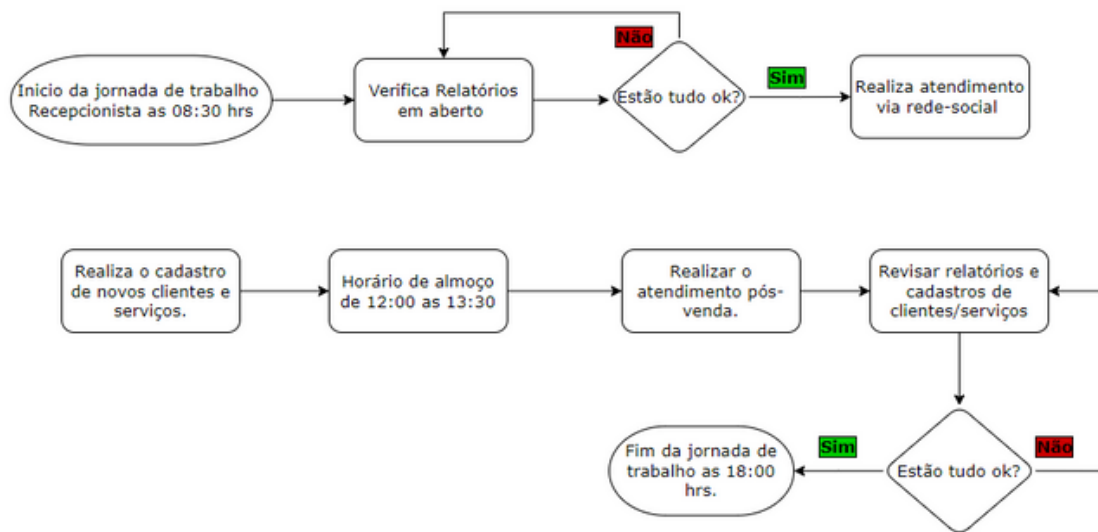 Inicio da jornada de trabalho
Recepcionista as 08:30 hrs
Verifica Relatórios
em aberto
Não
Estão tudo ok?
Sim
Realiza atendimento
via rede-social
Realiza o cadastro
de novos clientes e
serviços.
Horário de almoço
de 12:00 as 13:30
Realizar o
atendimento pós-
venda.
Revisar relatórios e
cadastros de
clientes/serviços
Estão tudo ok?
Não
Sim
Fim da jornada de
trabalho as 18:00
hrs.